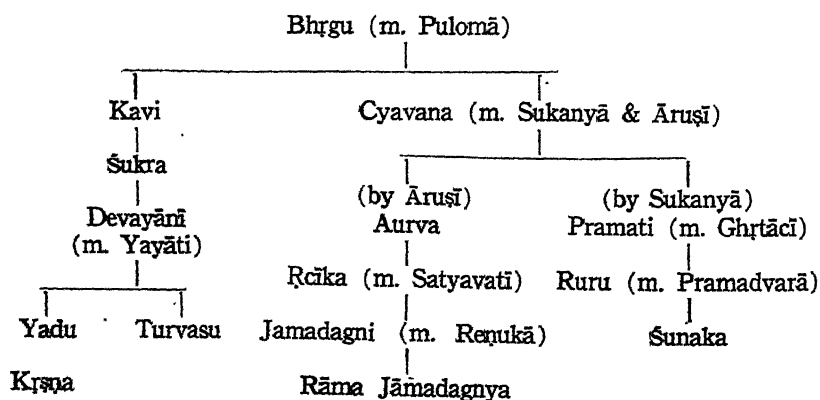 Bhṛgu (m. Pulomā)
Kavi Cyavana (m. Sukanyā & Āruṣī)
Śukra
(by Āruṣī) (by Sukanyā)
Devayānī Aurva Pramati (m. Ghṛtācī)
(m. Yayāti)
Ṛcīka (m. Satyavatī) Ruru (m. Pramadvarā)
Yadu Turvasu Jamadagni (m. Reṇukā) Śunaka
Kṛṣṇa Rāma Jāmadagnya